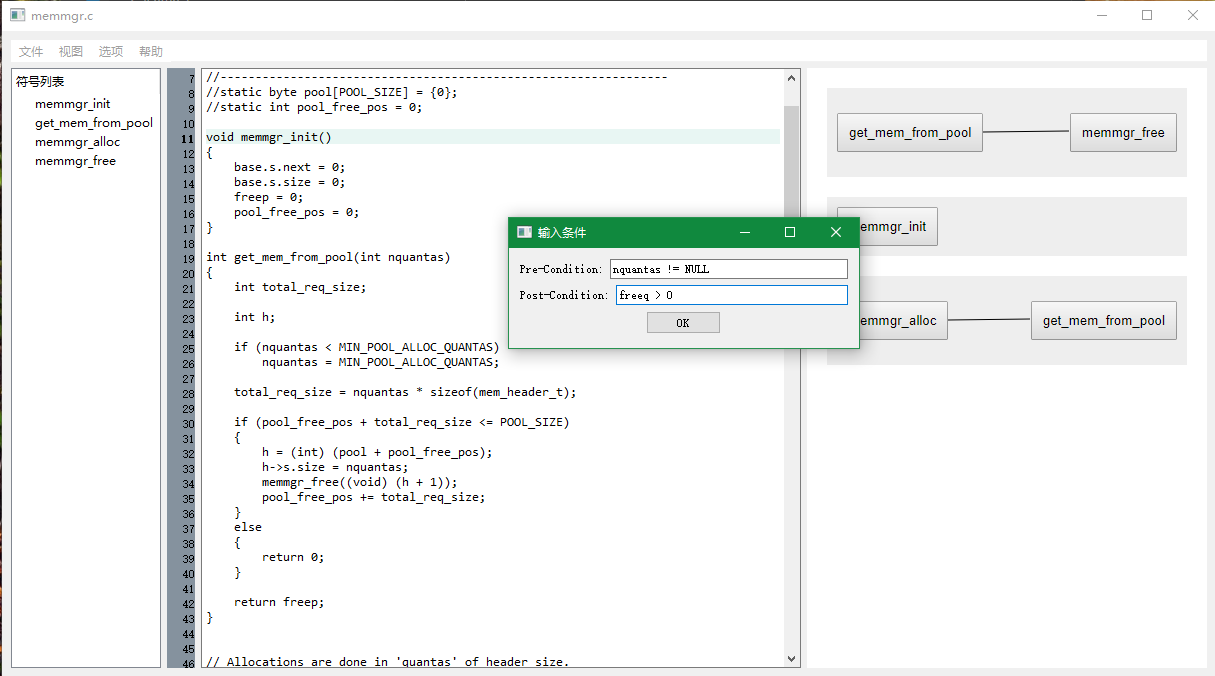 memmgr.c
文件 视图 选项 帮助
符号列表
memmgr_init
get_mem_from_pool
memmgr_alloc
memmgr_free
7 //----------------------------------------------------------------
8 //static byte pool[POOL_SIZE] = {0};
9 //static int pool_free_pos = 0;
10
11 void memmgr_init()
12 {
13 base.s.next = 0;
14 base.s.size = 0;
15 freep = 0;
16 pool_free_pos = 0;
17 }
18
19 int get_mem_from_pool(int nquantas)
20 {
21 int total_req_size;
22
23 int h;
24
25 if (nquantas < MIN_POOL_ALLOC_QUANTAS)
26 nquantas = MIN_POOL_ALLOC_QUANTAS;
27
28 total_req_size = nquantas * sizeof(mem_header_t);
29
30 if (pool_free_pos + total_req_size <= POOL_SIZE)
31 {
32 h = (int) (pool + pool_free_pos);
33 h->s.size = nquantas;
34 memmgr_free((void) (h + 1));
35 pool_free_pos += total_req_size;
36 }
37 else
38 {
39 return 0;
40 }
41
42 return freep;
43 }
44
45
46 // Allocations are done in 'quantas' of header size.
输入条件
Pre-Condition: nquantas != NULL
Post-Condition: freeq > 0
OK
get_mem_from_pool memmgr_free
emmgr_init
emmgr_alloc get_mem_from_pool